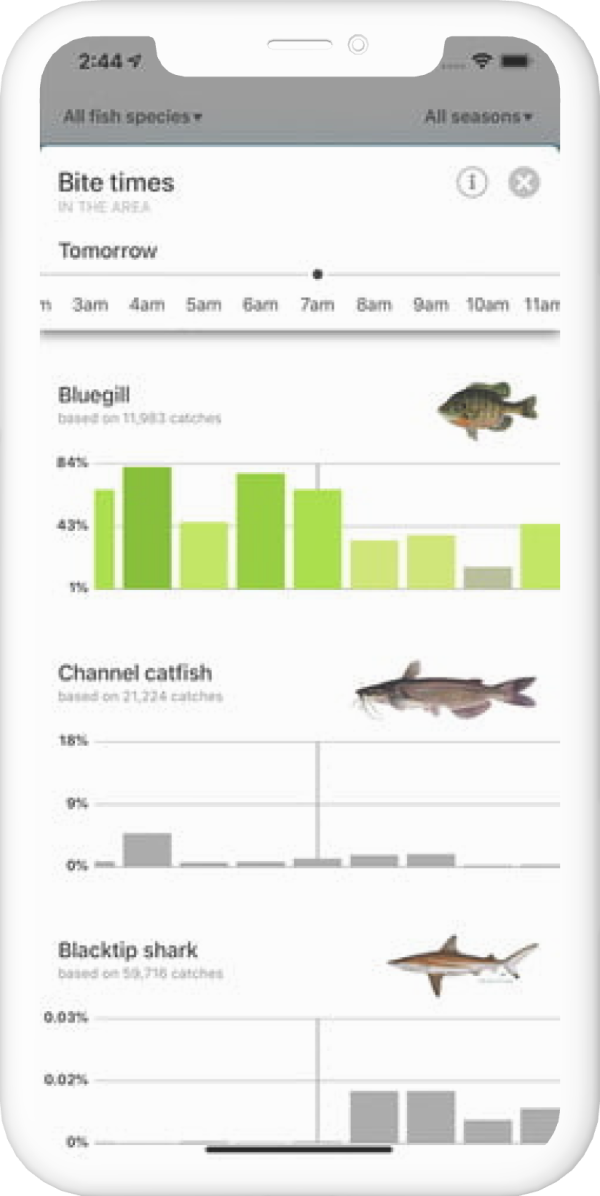 2:44
All fish species▾ All seasons▾
Bite times
IN THE AREA
Tomorrow
m 3am 4am 5am 6am 7am 8am 9am 10am 11am
Bluegill
based on 11,983 catches
84%
43%
1%
Channel catfish
based on 21,224 catches
18%
9%
0%
Blacktip shark
based on 59,716 catches
0.03%
0.02%
0%